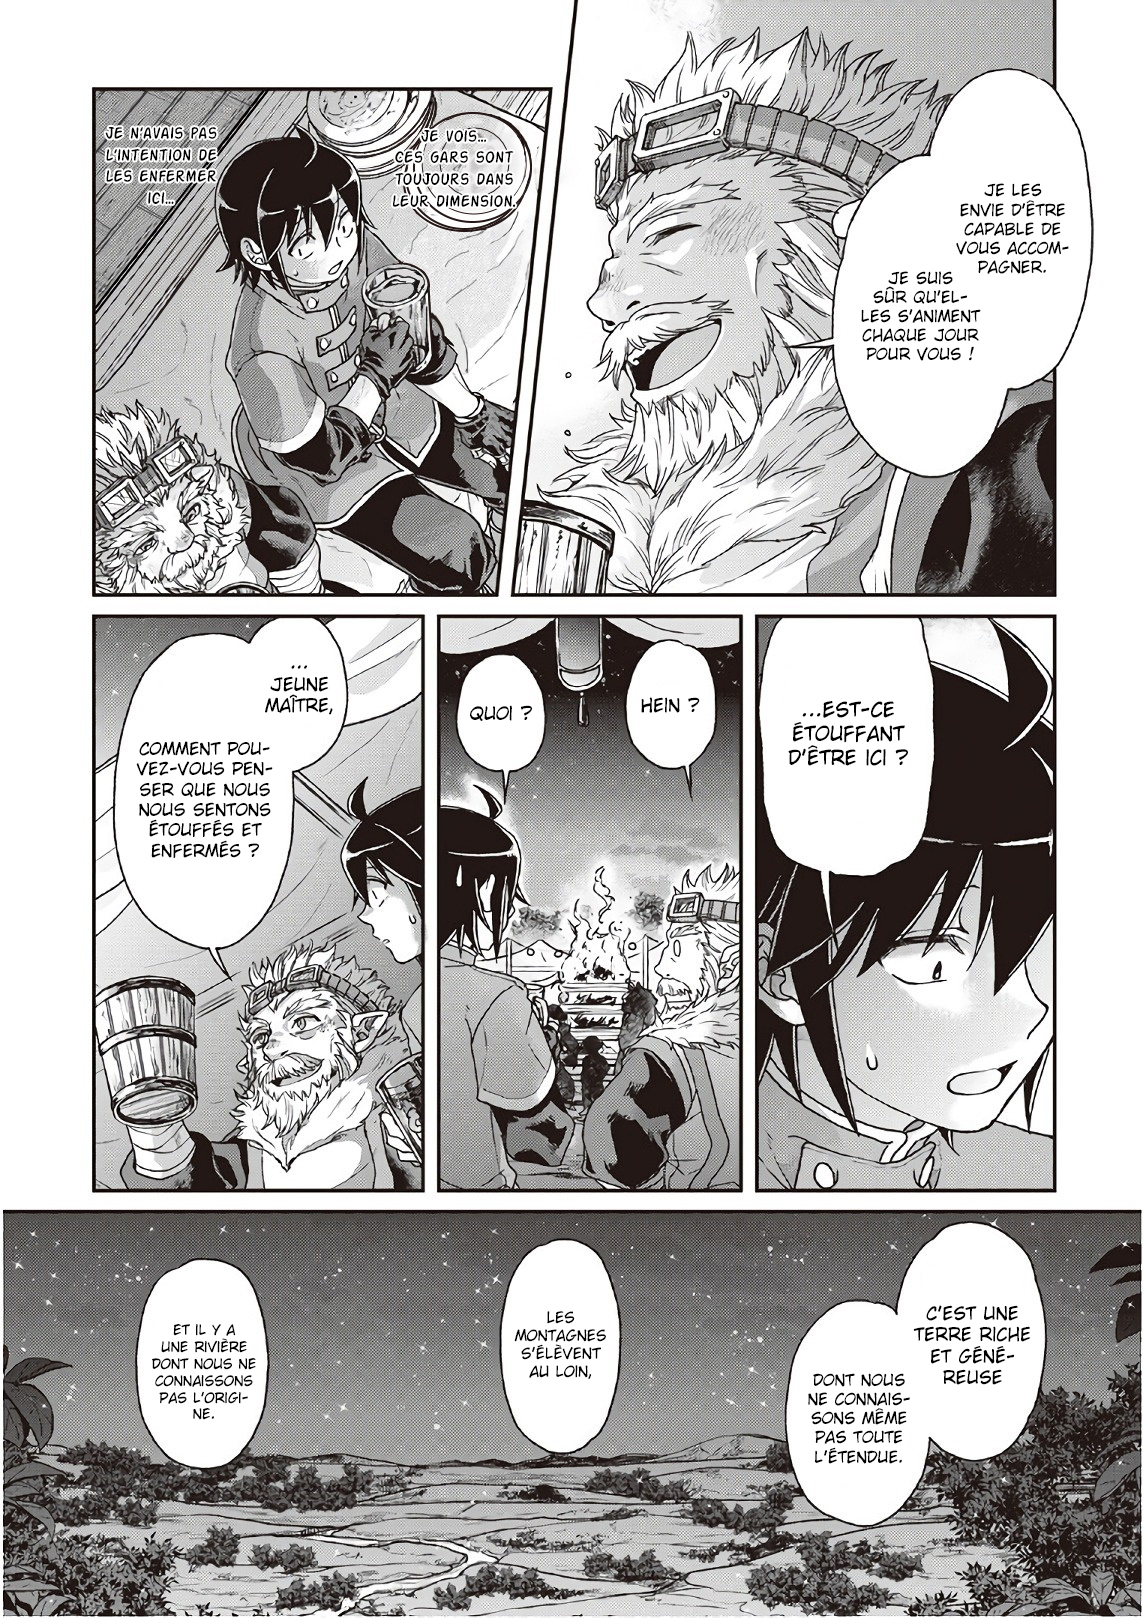 JE LES
ENVIE D'ÊTRE
CAPABLE DE
VOUS ACCOM-
PAGNER.
JE SUIS
SÛR QU'EL-
LES S'ANIMENT
CHAQUE JOUR
POUR VOUS !
JE VOIS...
CES GARS SONT
TOUJOURS DANS
LEUR DIMENSION.
JE N'AVAIS PAS
L'INTENTION DE
LES ENFERMER
ICI...
...EST-CE
ÉTOUFFANT
D'ÊTRE ICI ?
HEIN ?
QUOI ?
...
JEUNE
MAÎTRE,
COMMENT POU-
VEZ-VOUS PEN-
SER QUE NOUS
NOUS SENTONS
ÉTOUFFÉS ET
ENFERMÉS ?
C'EST UNE
TERRE RICHE
ET GÉNÉ-
REUSE
DONT NOUS
NE CONNAIS-
SONS MÊME
PAS TOUTE
L'ÉTENDUE.
LES
MONTAGNES
S'ÉLÈVENT
AU LOIN,
ET IL Y A
UNE RIVIÈRE
DONT NOUS NE
CONNAISSONS
PAS L'ORIGI-
NE.